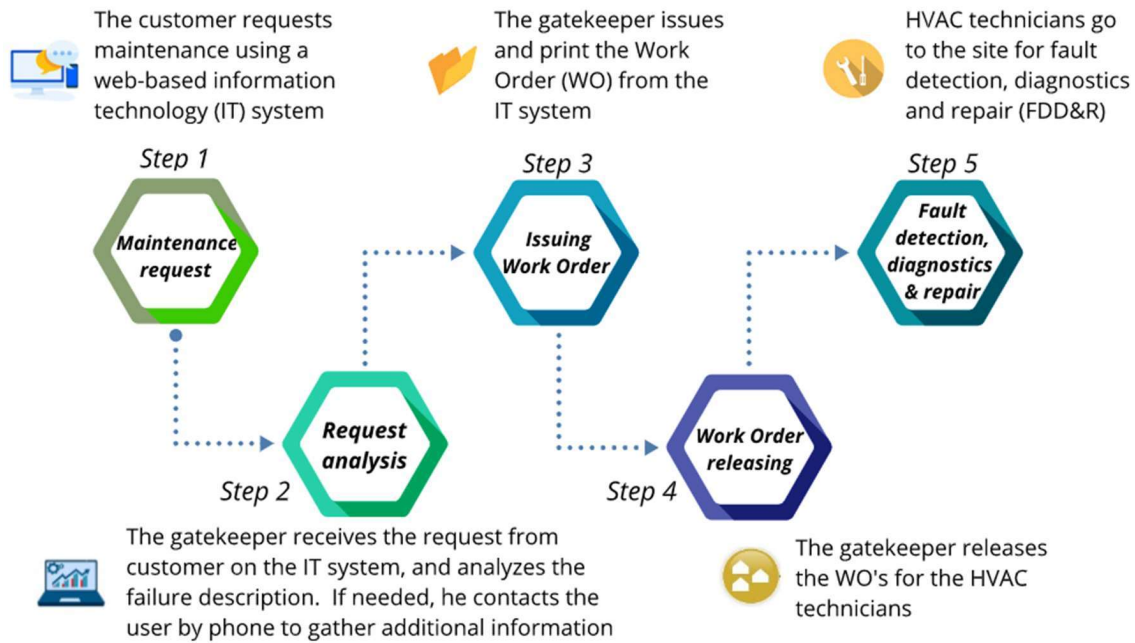 The customer requests
maintenance using a
web-based information
technology (IT) system
Step 1
Maintenance
request
Request
analysis
Step 2
The gatekeeper receives the request from
customer on the IT system, and analyzes the
failure description.  If needed, he contacts the
user by phone to gather additional information
The gatekeeper issues
and print the Work
Order (WO) from the
IT system
Step 3
Issuing
Work Order
Work Order
releasing
Step 4
The gatekeeper releases
the WO's for the HVAC
technicians
HVAC technicians go
to the site for fault
detection, diagnostics
and repair (FDD&R)
Step 5
Fault
detection,
diagnostics
& repair